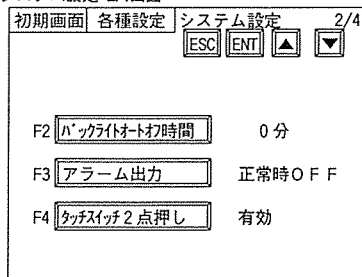 初期画面 各種設定 システム設定 2/4
ESC ENT ▲ ▼
F2 バックライトオートオフ時間 0分
F3 アラーム出力 正常時OFF
F4 タッチスイッチ2点押し 有効